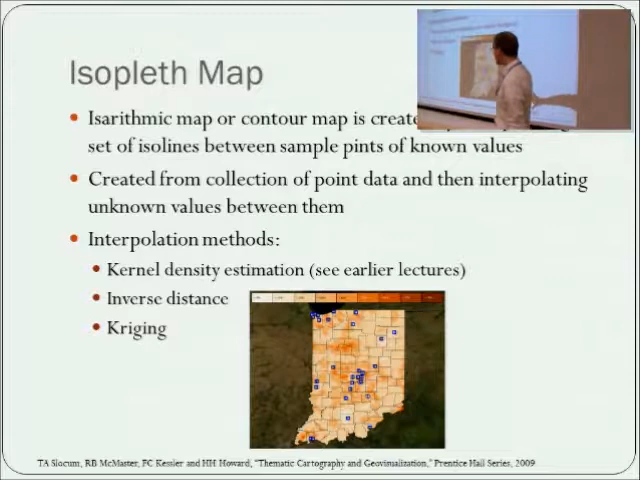 Isopleth Map
Isarithmic map or contour map is create
set of isolines between sample pints of known values
Created from collection of point data and then interpolating
unknown values between them
Interpolation methods:
Kernel density estimation (see earlier lectures)
Inverse distance
Kriging
TA Slocum, RB McMaster, FC Kessler and HH Howard, "Thematic Cartography and Geovisualization," Prentice Hall Series, 2009